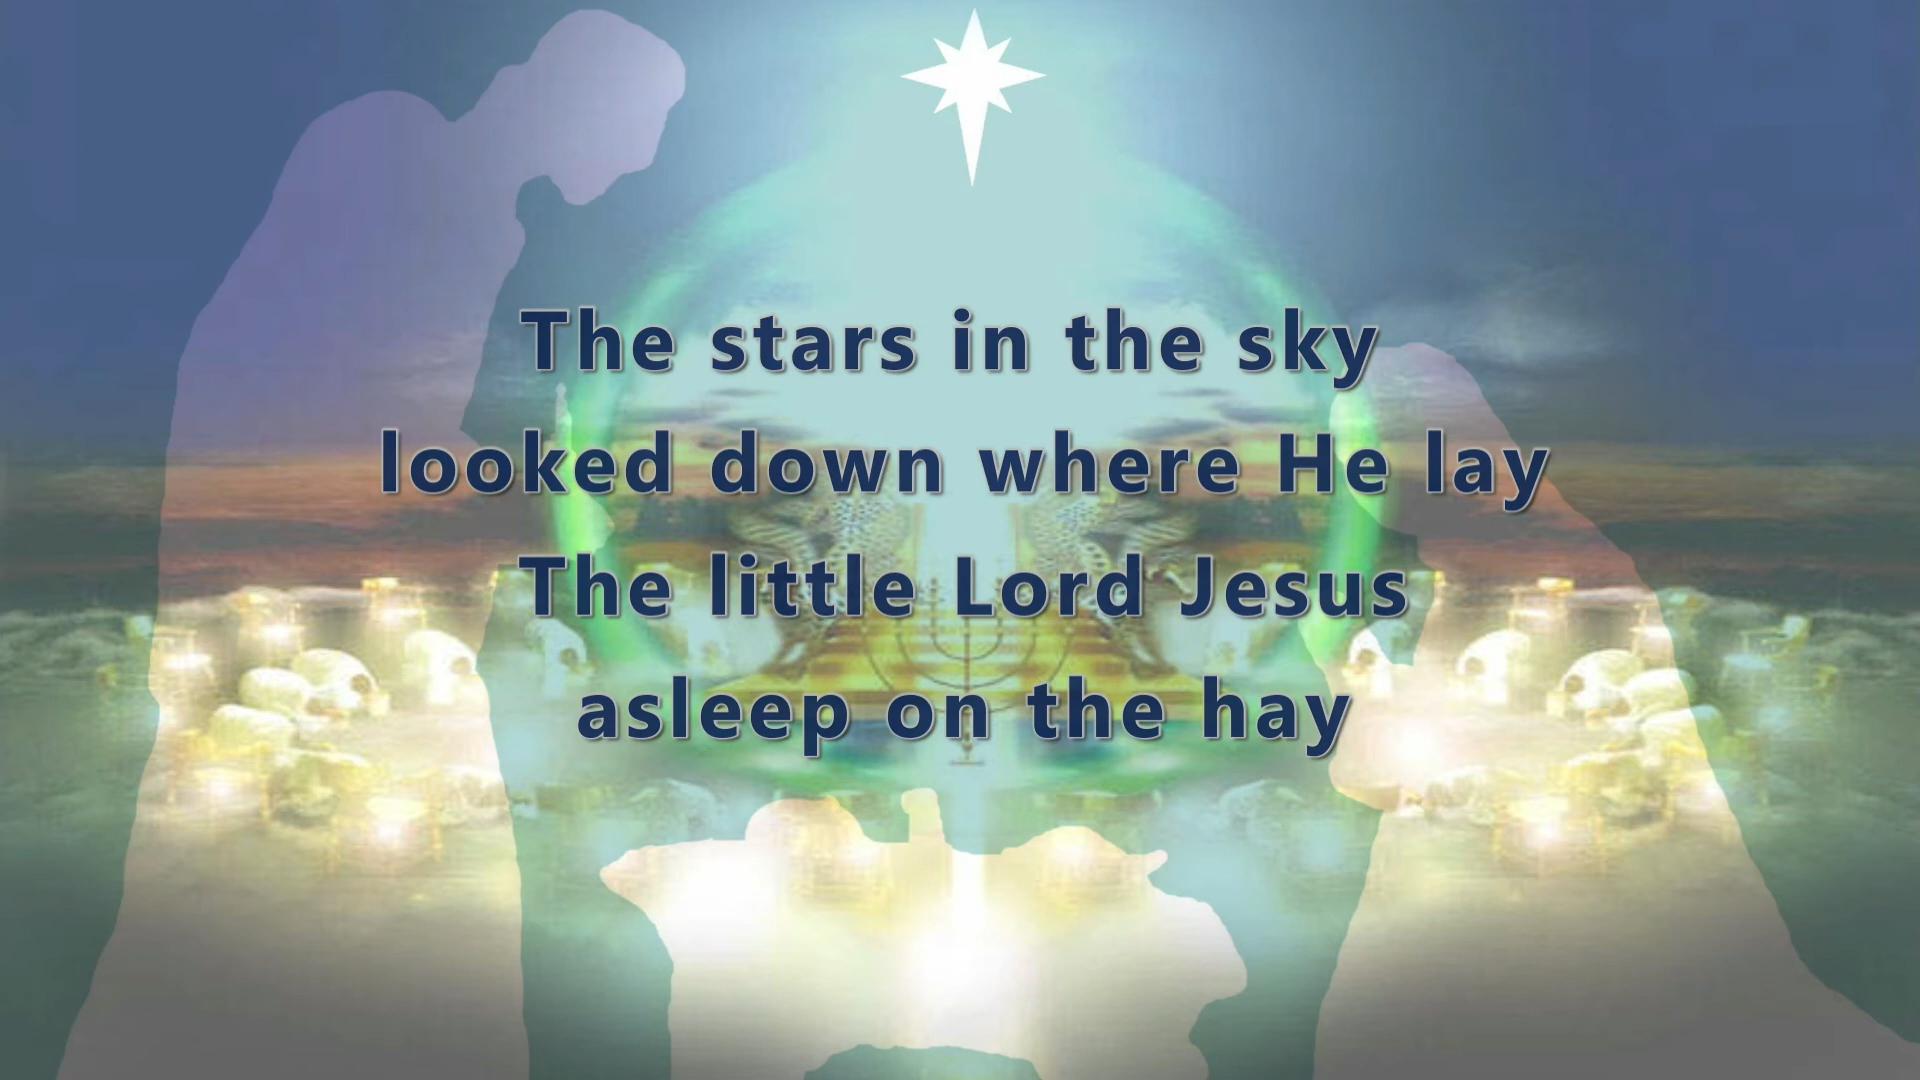 The stars in the sky
looked down where He lay
The little Lord Jesus
asleep on the hay